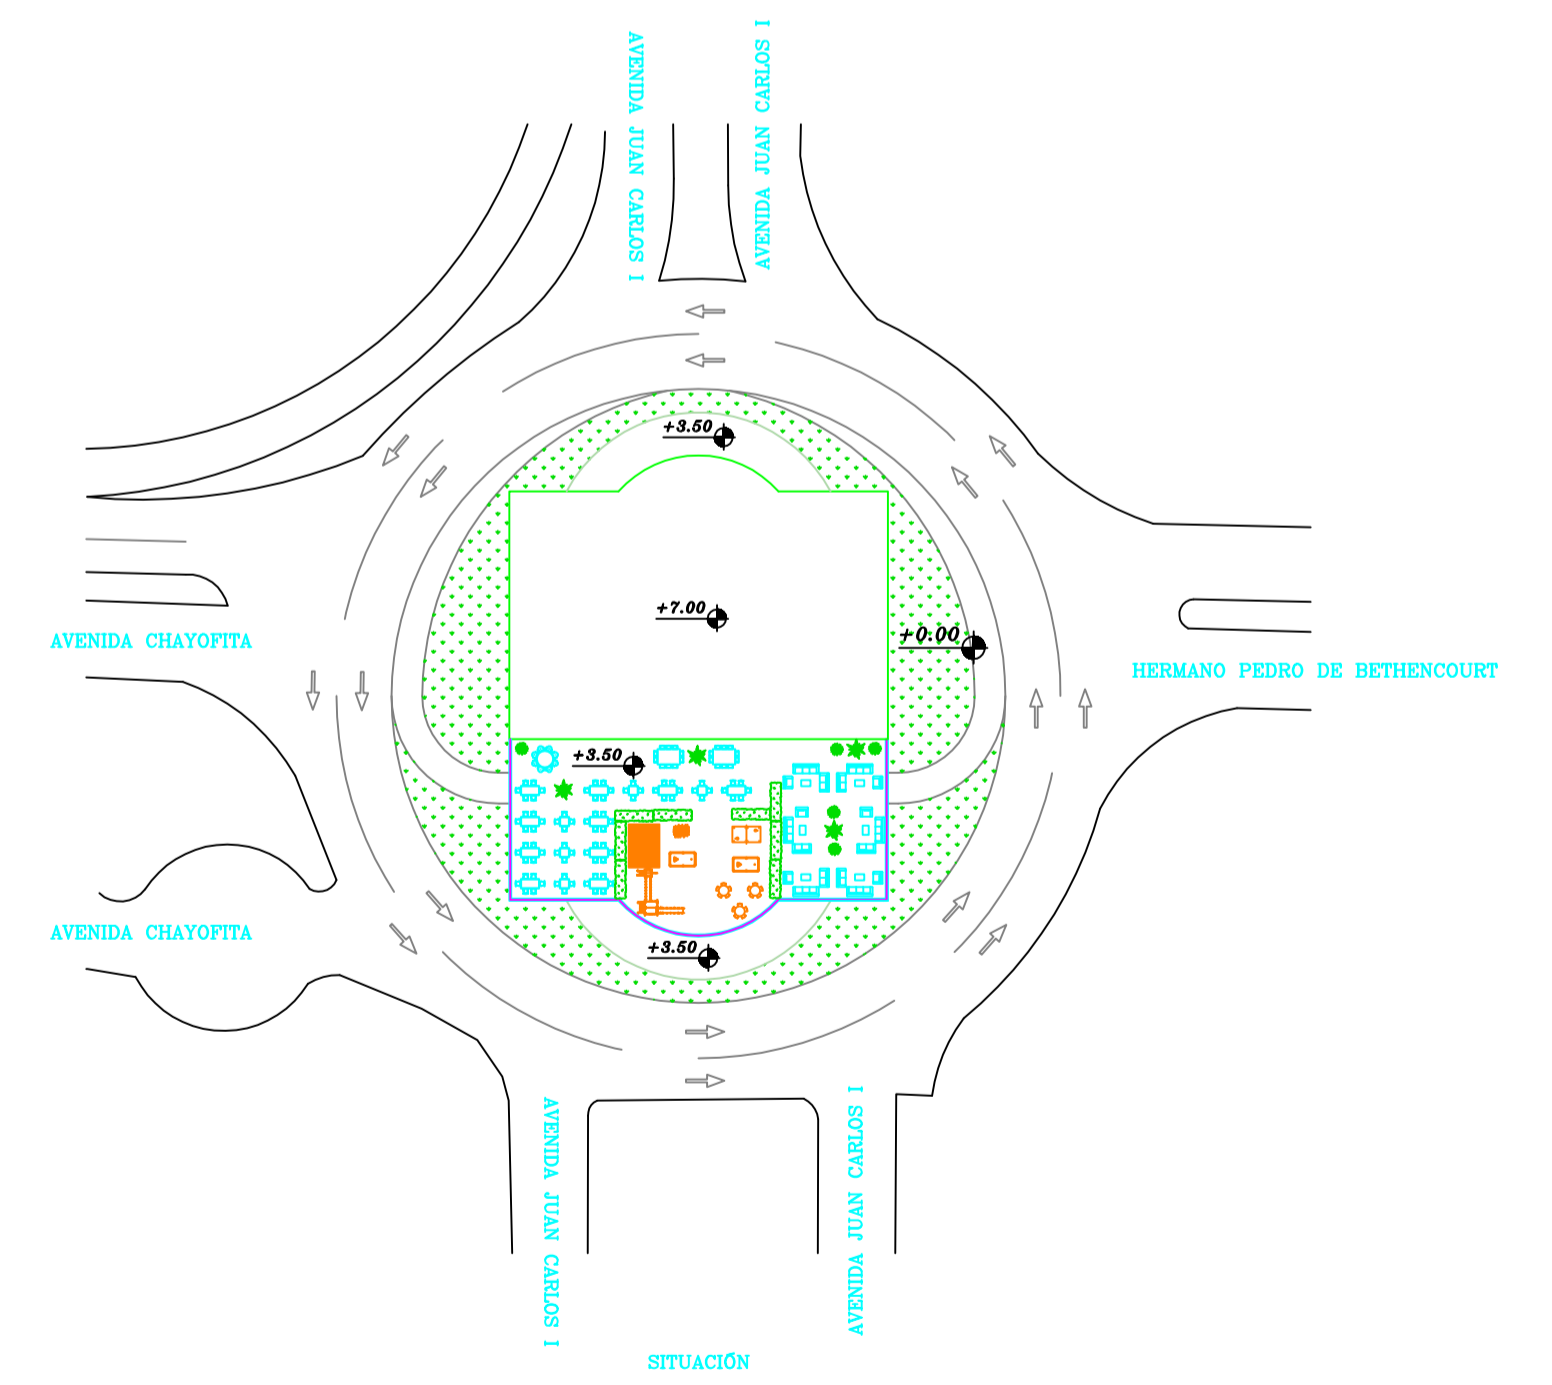 AVENIDA JUAN CARLOS I
AVENIDA JUAN CARLOS I
+3.50
+7.00
+0.00
AVENIDA CHAYOFITA
HERMANO PEDRO DE BETHENCOURT
+3.50
AVENIDA CHAYOFITA
+3.50
AVENIDA JUAN CARLOS I
AVENIDA JUAN CARLOS I
SITUACIÓN